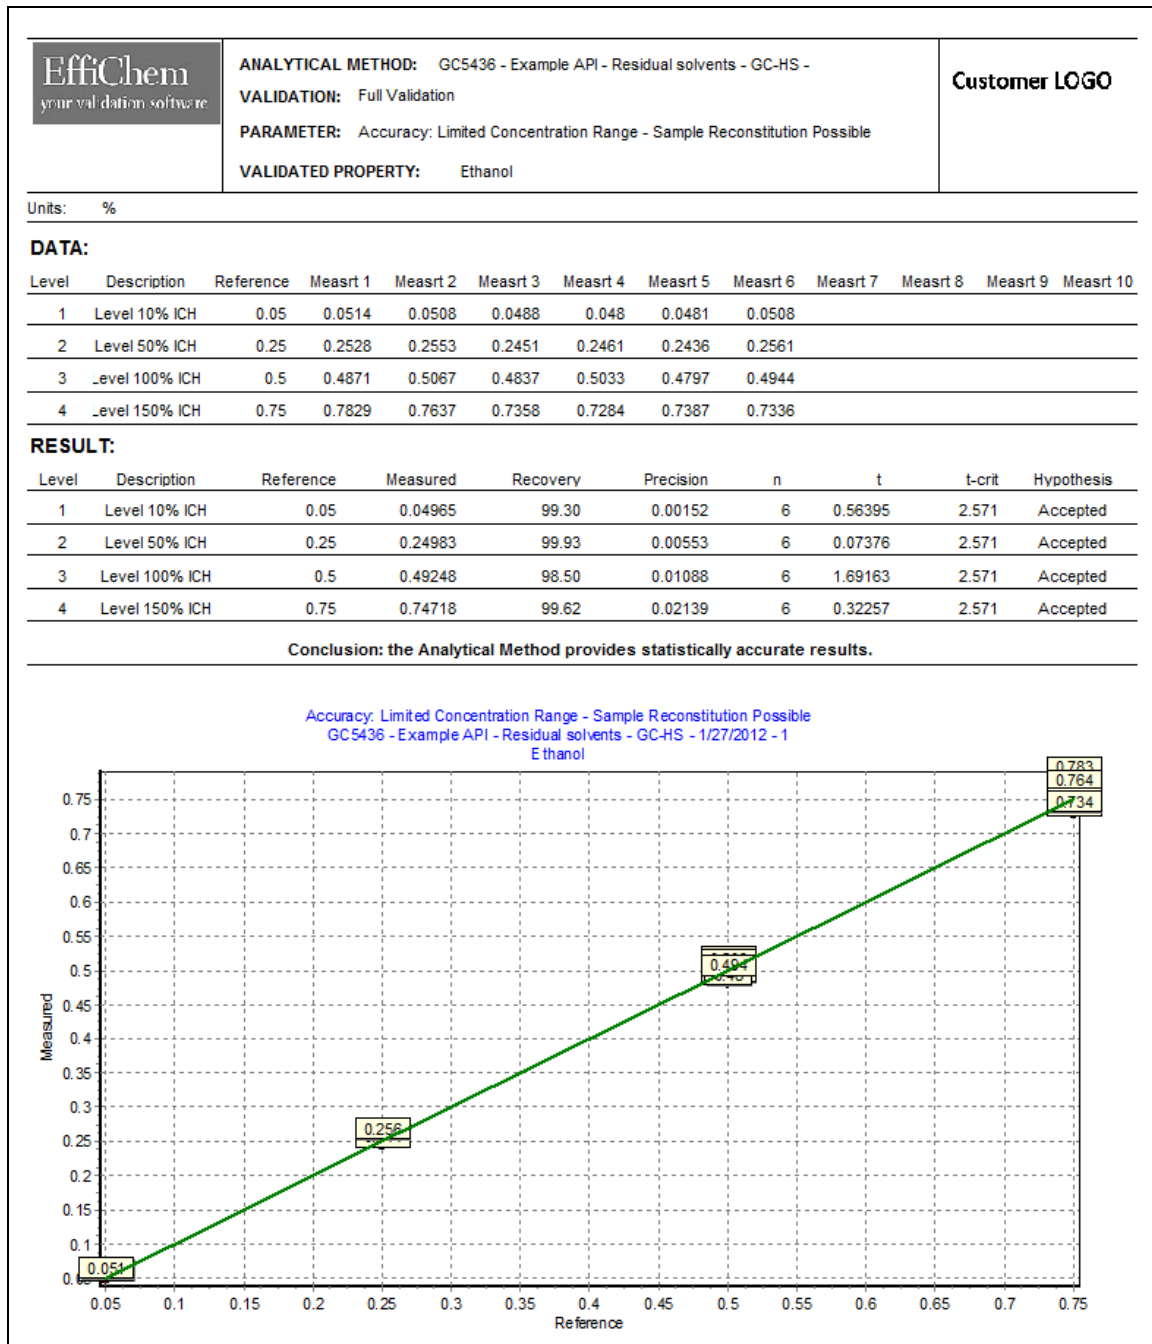 EffiChem
your validation software
ANALYTICAL METHOD: GC5436 - Example API - Residual solvents - GC-HS -
VALIDATION: Full Validation
PARAMETER: Accuracy: Limited Concentration Range - Sample Reconstitution Possible
VALIDATED PROPERTY: Ethanol
Customer LOGO
Units: %
DATA:
Level Description Reference Measrt 1 Measrt 2 Measrt 3 Measrt 4 Measrt 5 Measrt 6 Measrt 7 Measrt 8 Measrt 9 Measrt 10
1 Level 10% ICH 0.05 0.0514 0.0508 0.0488 0.048 0.0481 0.0508
2 Level 50% ICH 0.25 0.2528 0.2553 0.2451 0.2461 0.2436 0.2561
3 Level 100% ICH 0.5 0.4871 0.5067 0.4837 0.5033 0.4797 0.4944
4 Level 150% ICH 0.75 0.7829 0.7637 0.7358 0.7284 0.7387 0.7336
RESULT:
Level Description Reference Measured Recovery Precision n t t-crit Hypothesis
1 Level 10% ICH 0.05 0.04965 99.30 0.00152 6 0.56395 2.571 Accepted
2 Level 50% ICH 0.25 0.24983 99.93 0.00553 6 0.07376 2.571 Accepted
3 Level 100% ICH 0.5 0.49248 98.50 0.01088 6 1.69163 2.571 Accepted
4 Level 150% ICH 0.75 0.74718 99.62 0.02139 6 0.32257 2.571 Accepted
Conclusion: the Analytical Method provides statistically accurate results.
Accuracy: Limited Concentration Range - Sample Reconstitution Possible
GC5436 - Example API - Residual solvents - GC-HS - 1/27/2012 - 1
Ethanol
0.783
0.764
0.734
0.75
0.7
0.65
0.6
0.55
0.5
0.494
0.45
0.4
Measured
0.35
0.3
0.256
0.25
0.2
0.15
0.1
0.051
0.05 0.1 0.15 0.2 0.25 0.3 0.35 0.4 0.45 0.5 0.55 0.6 0.65 0.7 0.75
Reference